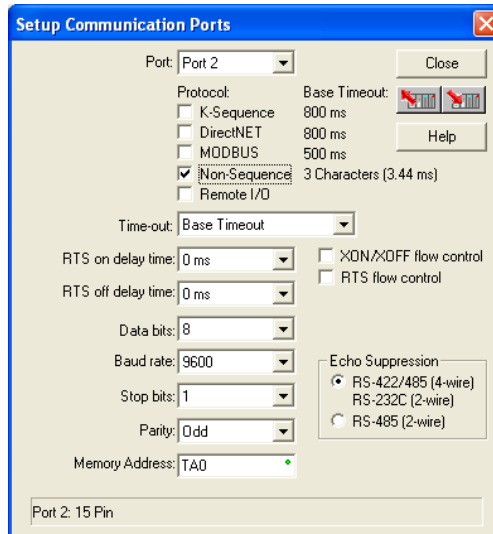 Setup Communication Ports
Port: Port 2
Close
Protocol: Base Timeout:
K-Sequence 800 ms
DirectNET 800 ms
Help
MODBUS 500 ms
Non-Sequence 3 Characters (3.44 ms)
Remote I/O
Time-out: Base Timeout
RTS on delay time: 0 ms
XON/XOFF flow control
RTS flow control
RTS off delay time: 0 ms
Data bits: 8
Baud rate: 9600
Echo Suppression
RS-422/485 (4-wire)
RS-232C (2-wire)
Stop bits: 1
RS-485 (2-wire)
Parity: Odd
Memory Address: TA0
Port 2: 15 Pin